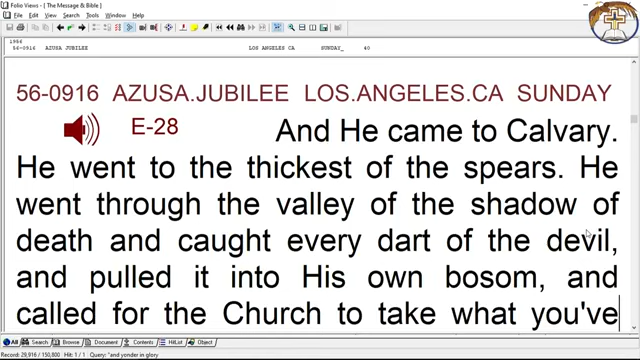 Folio Views - [The Message & Bible]
File Edit View Search Tools Layout Window Help
1956
56-0916 AZUSA JUBILEE LOS ANGELES CA SUNDAY_ 40
56-0916 AZUSA.JUBILEE LOS.ANGELES.CA SUNDAY
E-28 And He came to Calvary.
He went to the thickest of the spears. He
went through the valley of the shadow of
death and caught every dart of the devil,
and pulled it into His own bosom, and
called for the Church to take what you've
All Browse Document Contents Hit List Object
Record: 29,916 / 150,800 Hit: 1 / 1 Query: "and yonder in glory